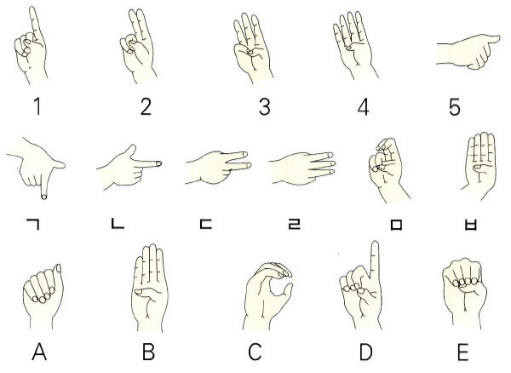 1 2 3 4 5
ㄱ ㄴ ㄷ ㄹ ㅁ ㅂ
A B C D E